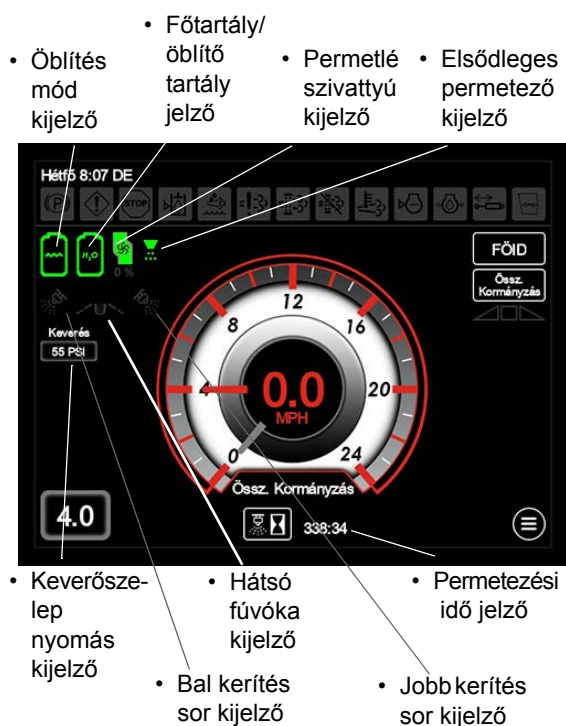 • Öblítés
mód
kijelző
• Főtartály/
öblítő
tartály
jelző
• Permetlé
szivattyú
kijelző
• Elsődleges
permetező
kijelző
Hétfő 8:07 DE
P
STOP
H₂O
0 %
FÖlD
Össz.
Kormányzás
Keverés
55 PSI
0
4
8
12
16
20
24
0.0
MPH
Össz. Kormányzás
4.0
338:34
• Keverősze-
lep
nyomás
kijelző
• Hátsó
fúvóka
kijelző
• Permetezési
idő jelző
• Bal kerítés
sor kijelző
• Jobb kerítés
sor kijelző